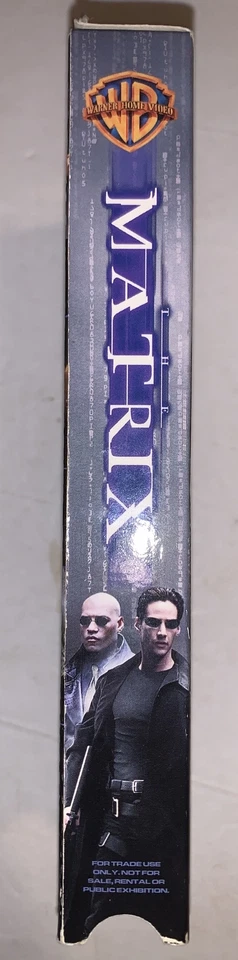 WARNER HOME VIDEO
WB
THE
MATRIX
FOR TRADE USE
ONLY. NOT FOR
SALE, RENTAL OR
PUBLIC EXHIBITION.